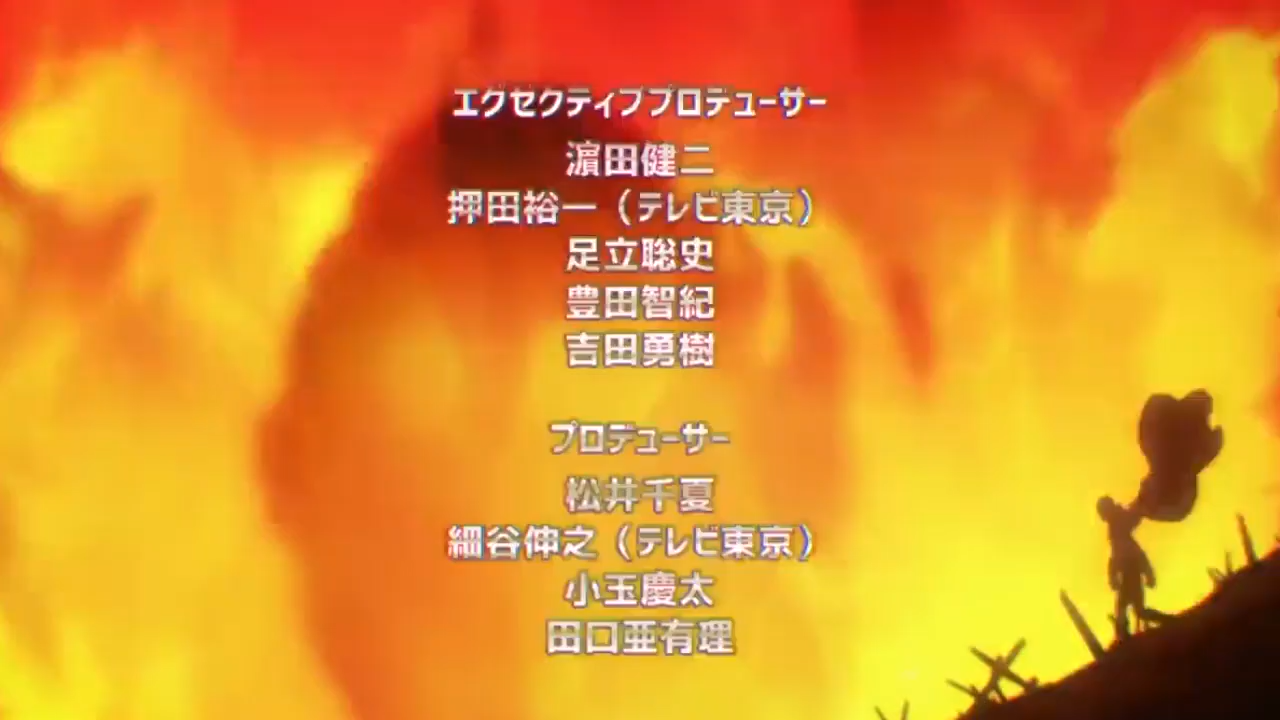 エグゼクティブプロデューサー
濵田健二
押田裕一（テレビ東京）
足立聡史
豊田智紀
吉田勇樹
プロデューサー
松井千夏
細谷伸之（テレビ東京）
小玉慶太
田口亜有理